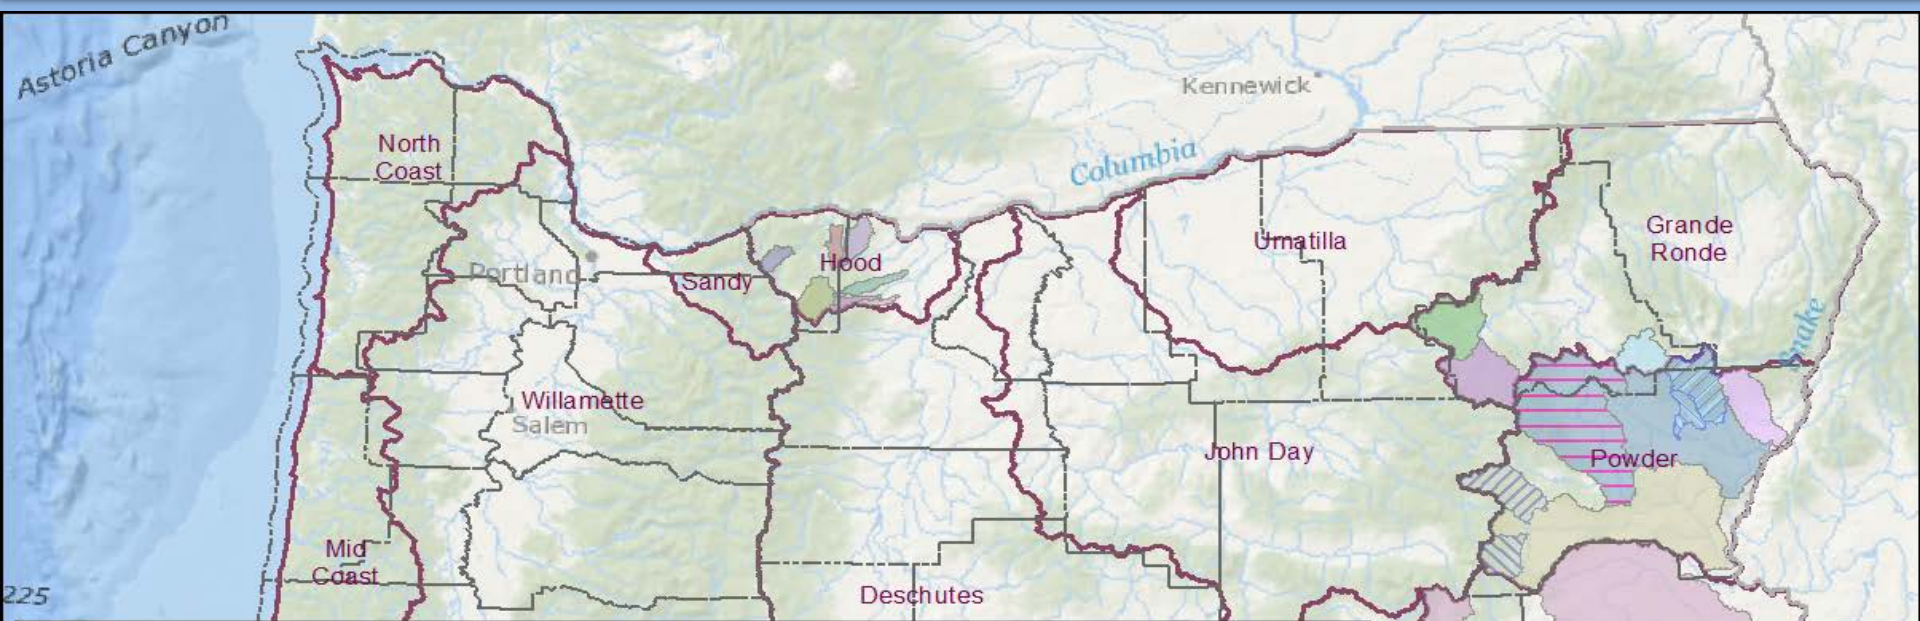 Astoria Canyon
Kennewick
North
Coast
Columbia
Grande
Ronde
Umatilla
Portland
Sandy
Hood
Snake
Willamette
Salem
John Day
Powder
Mid
Coast
Deschutes
225